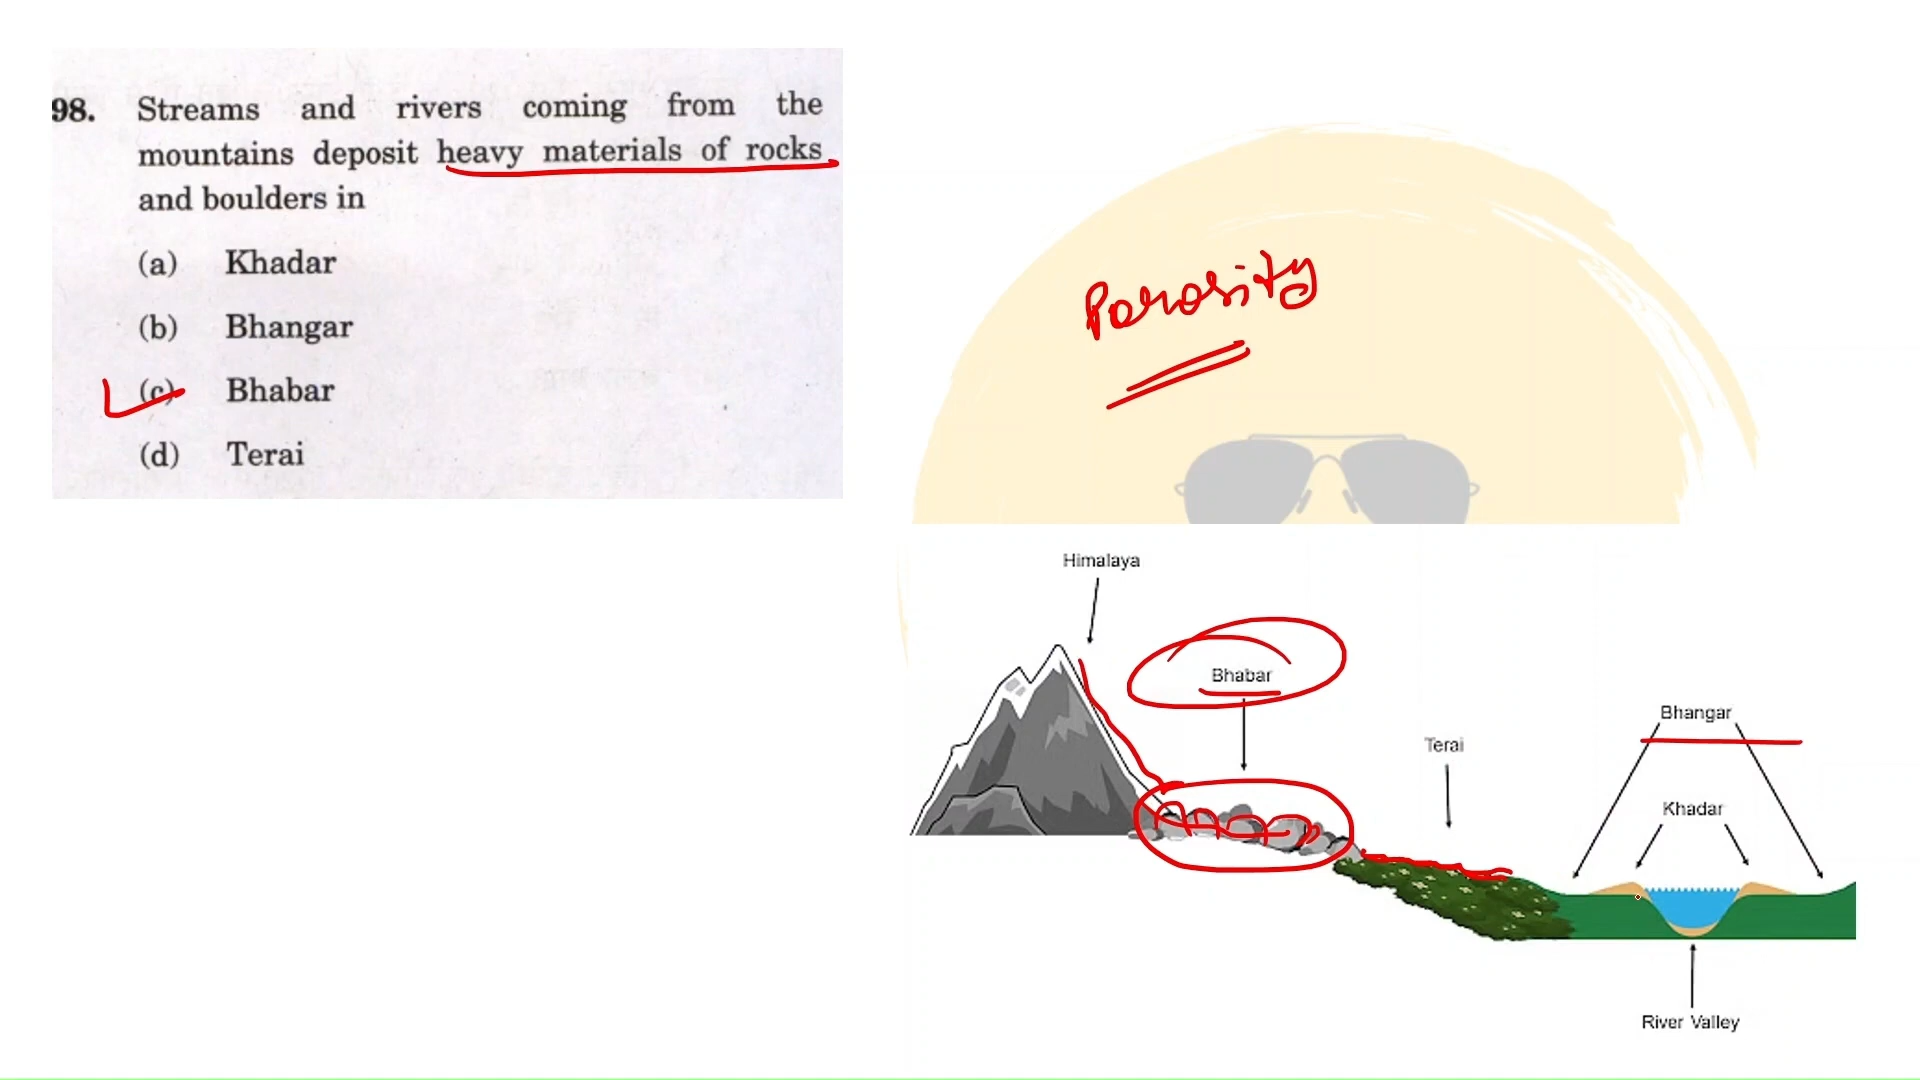 98. Streams and rivers coming from the
mountains deposit heavy materials of rocks
and boulders in
(a) Khadar
(b) Bhangar
(c) Bhabar
(d) Terai
Porosity
Himalaya
Bhabar
Terai
Bhangar
Khadar
River Valley